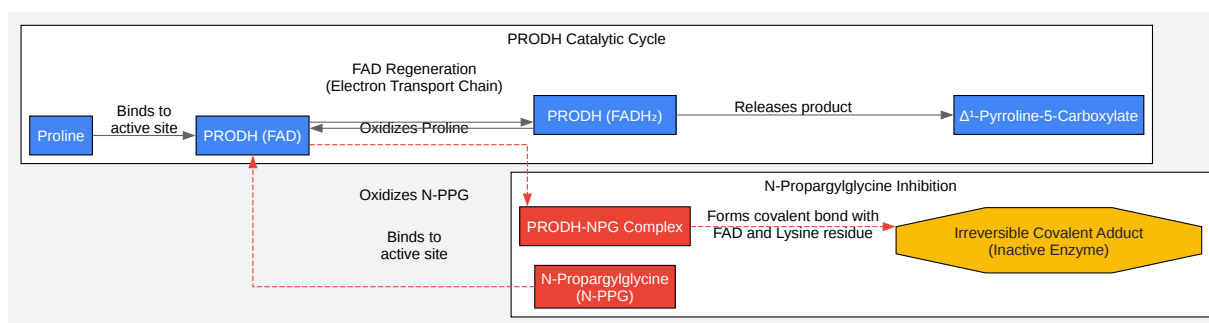 PRODH Catalytic Cycle
FAD Regeneration
(Electron Transport Chain)
Binds to
active site
Releases product
Proline
PRODH (FAD)
Oxidizes Proline
PRODH (FADH₂)
Δ¹-Pyrroline-5-Carboxylate
N-Propargylglycine Inhibition
Oxidizes N-PPG
PRODH-NPG Complex
Forms covalent bond with
FAD and Lysine residue
Irreversible Covalent Adduct
(Inactive Enzyme)
Binds to
active site
N-Propargylglycine
(N-PPG)